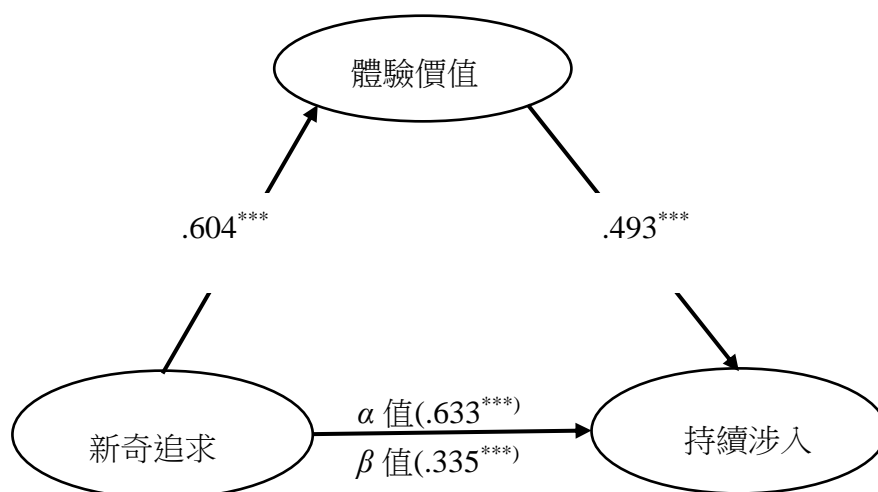 體驗價值
.604***
.493***
α 值(.633***)
新奇追求
持續涉入
β 值(.335***)